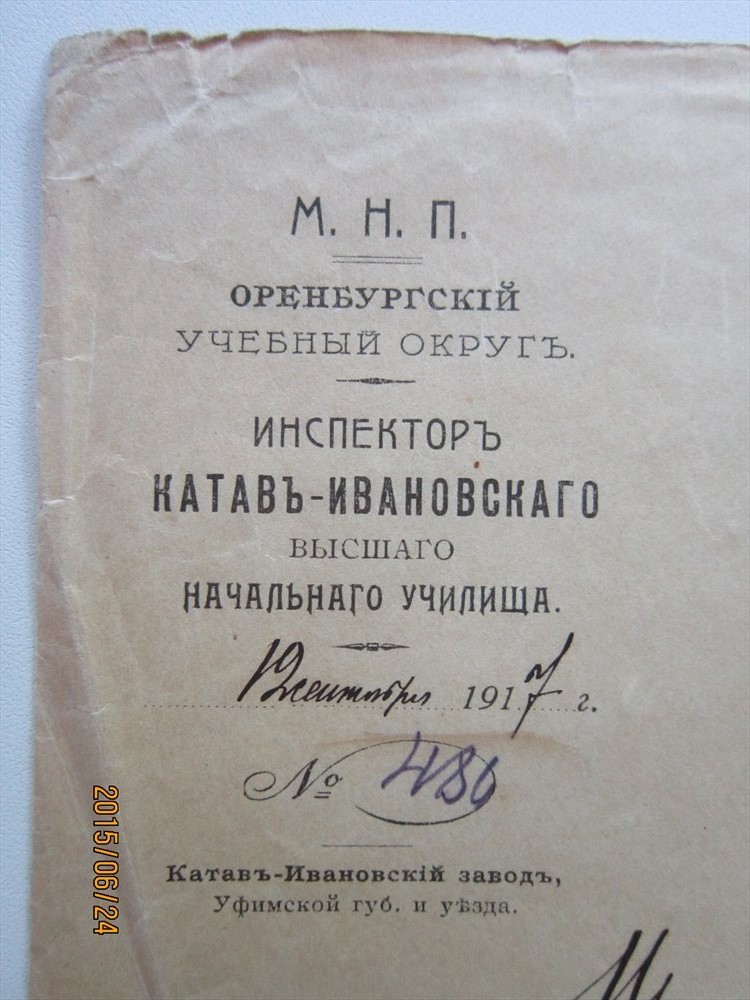 М. Н. П.
ОРЕНБУРГСКІЙ
УЧЕБНЫЙ ОКРУГЪ.
ИНСПЕКТОРЪ
КАТАВЪ-ИВАНОВСКАГО
ВЫСШАГО
НАЧАЛЬНАГО УЧИЛИЩА.
12 сентября 1917 г.
№ 486
Катавъ-Ивановскій заводъ,
Уфимской губ. и уѣзда.
2015/06/24